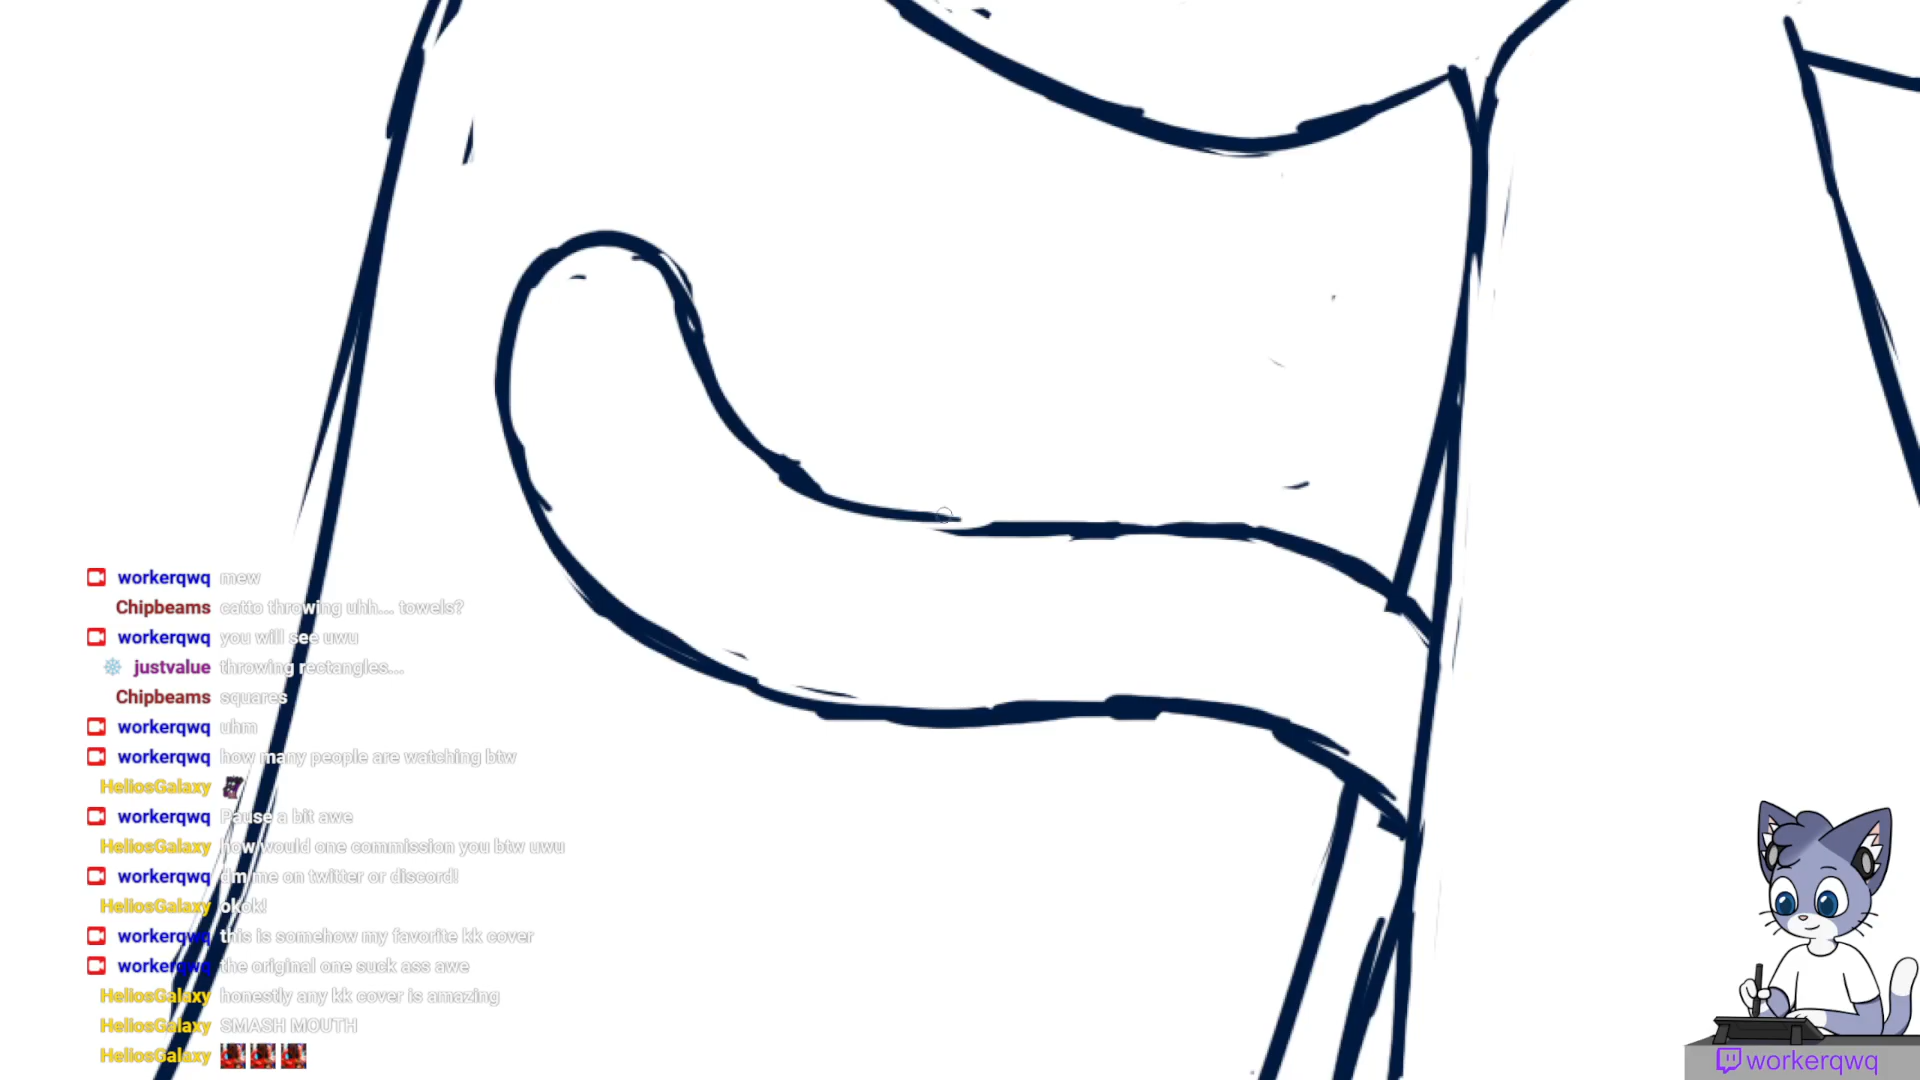 workerqwq mew
Chipbeams catto throwing uhh... towels?
workerqwq you will see uwu
justvalue throwing rectangles...
Chipbeams squares
workerqwq uhm
workerqwq how many people are watching btw
HeliosGalaxy
workerqwq Pause a bit awe
HeliosGalaxy how would one commission you btw uwu
workerqwq dm me on twitter or discord!
HeliosGalaxy okok!
workerqwq this is somehow my favorite kk cover
workerqwq the original one suck ass awe
HeliosGalaxy honestly any kk cover is amazing
HeliosGalaxy SMASH MOUTH
HeliosGalaxy
workerqwq